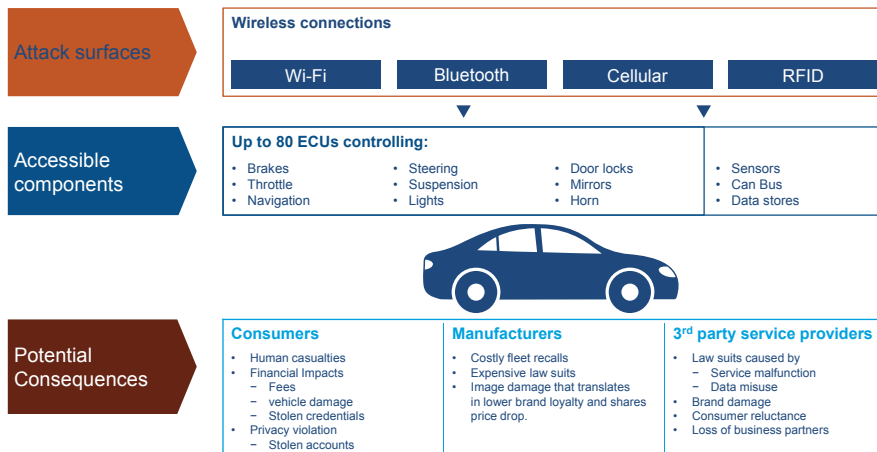 Attack surfaces
Wireless connections
Wi-Fi
Bluetooth
Cellular
RFID
Accessible
components
Up to 80 ECUs controlling:
• Brakes
• Throttle
• Navigation
• Steering
• Suspension
• Lights
• Door locks
• Mirrors
• Horn
• Sensors
• Can Bus
• Data stores
Potential
Consequences
Consumers
• Human casualties
• Financial Impacts
− Fees
− vehicle damage
− Stolen credentials
• Privacy violation
− Stolen accounts
Manufacturers
• Costly fleet recalls
• Expensive law suits
• Image damage that translates
in lower brand loyalty and shares
price drop.
3rd party service providers
• Law suits caused by
− Service malfunction
− Data misuse
• Brand damage
• Consumer reluctance
• Loss of business partners